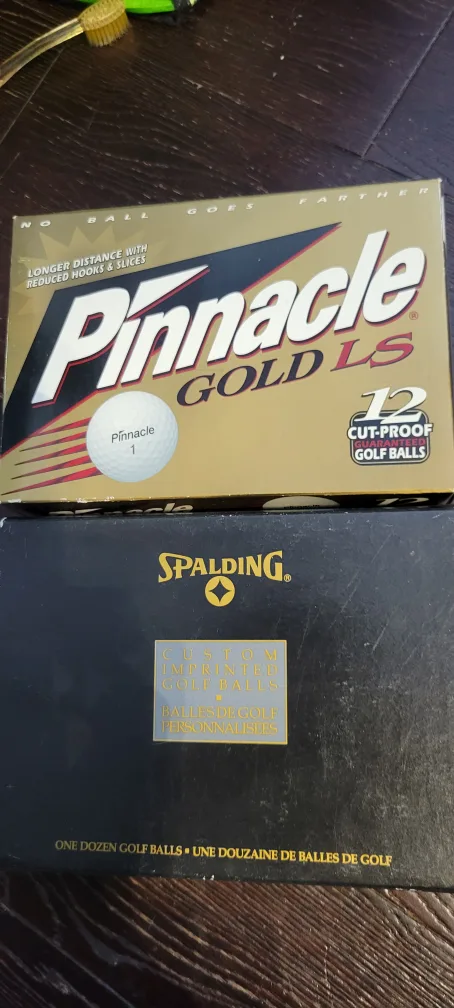 NO BALL GOES FARTHER
LONGER DISTANCE WITH
REDUCED HOOKS & SLICES
Pinnacle®
GOLD LS
Pinnacle
1
12
CUT-PROOF
GUARANTEED
GOLF BALLS
Pinnacle
12
SPALDING®
CUSTOM
IMPRINTED
GOLF BALLS
▪
BALLES DE GOLF
PERSONNALISÉES
ONE DOZEN GOLF BALLS ▪ UNE DOUZAINE DE BALLES DE GOLF